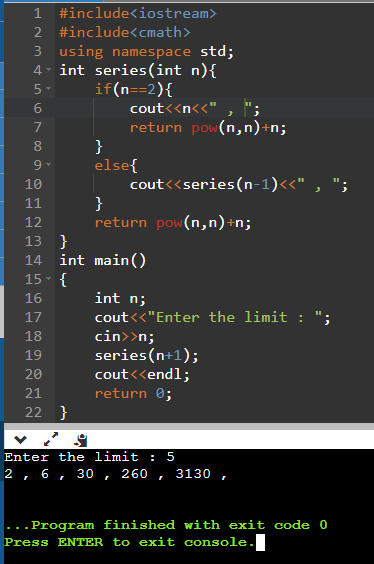 1 #include<iostream>
2 #include<cmath>
3 using namespace std;
4 int series(int n){
5 if(n==2){
6 cout<<n<<" , ";
7 return pow(n,n)+n;
8 }
9 else{
10 cout<<series(n-1)<<" , ";
11 }
12 return pow(n,n)+n;
13 }
14 int main()
15 {
16 int n;
17 cout<<"Enter the limit : ";
18 cin>>n;
19 series(n+1);
20 cout<<endl;
21 return 0;
22 }
Enter the limit : 5
2 , 6 , 30 , 260 , 3130 ,
...Program finished with exit code 0
Press ENTER to exit console.